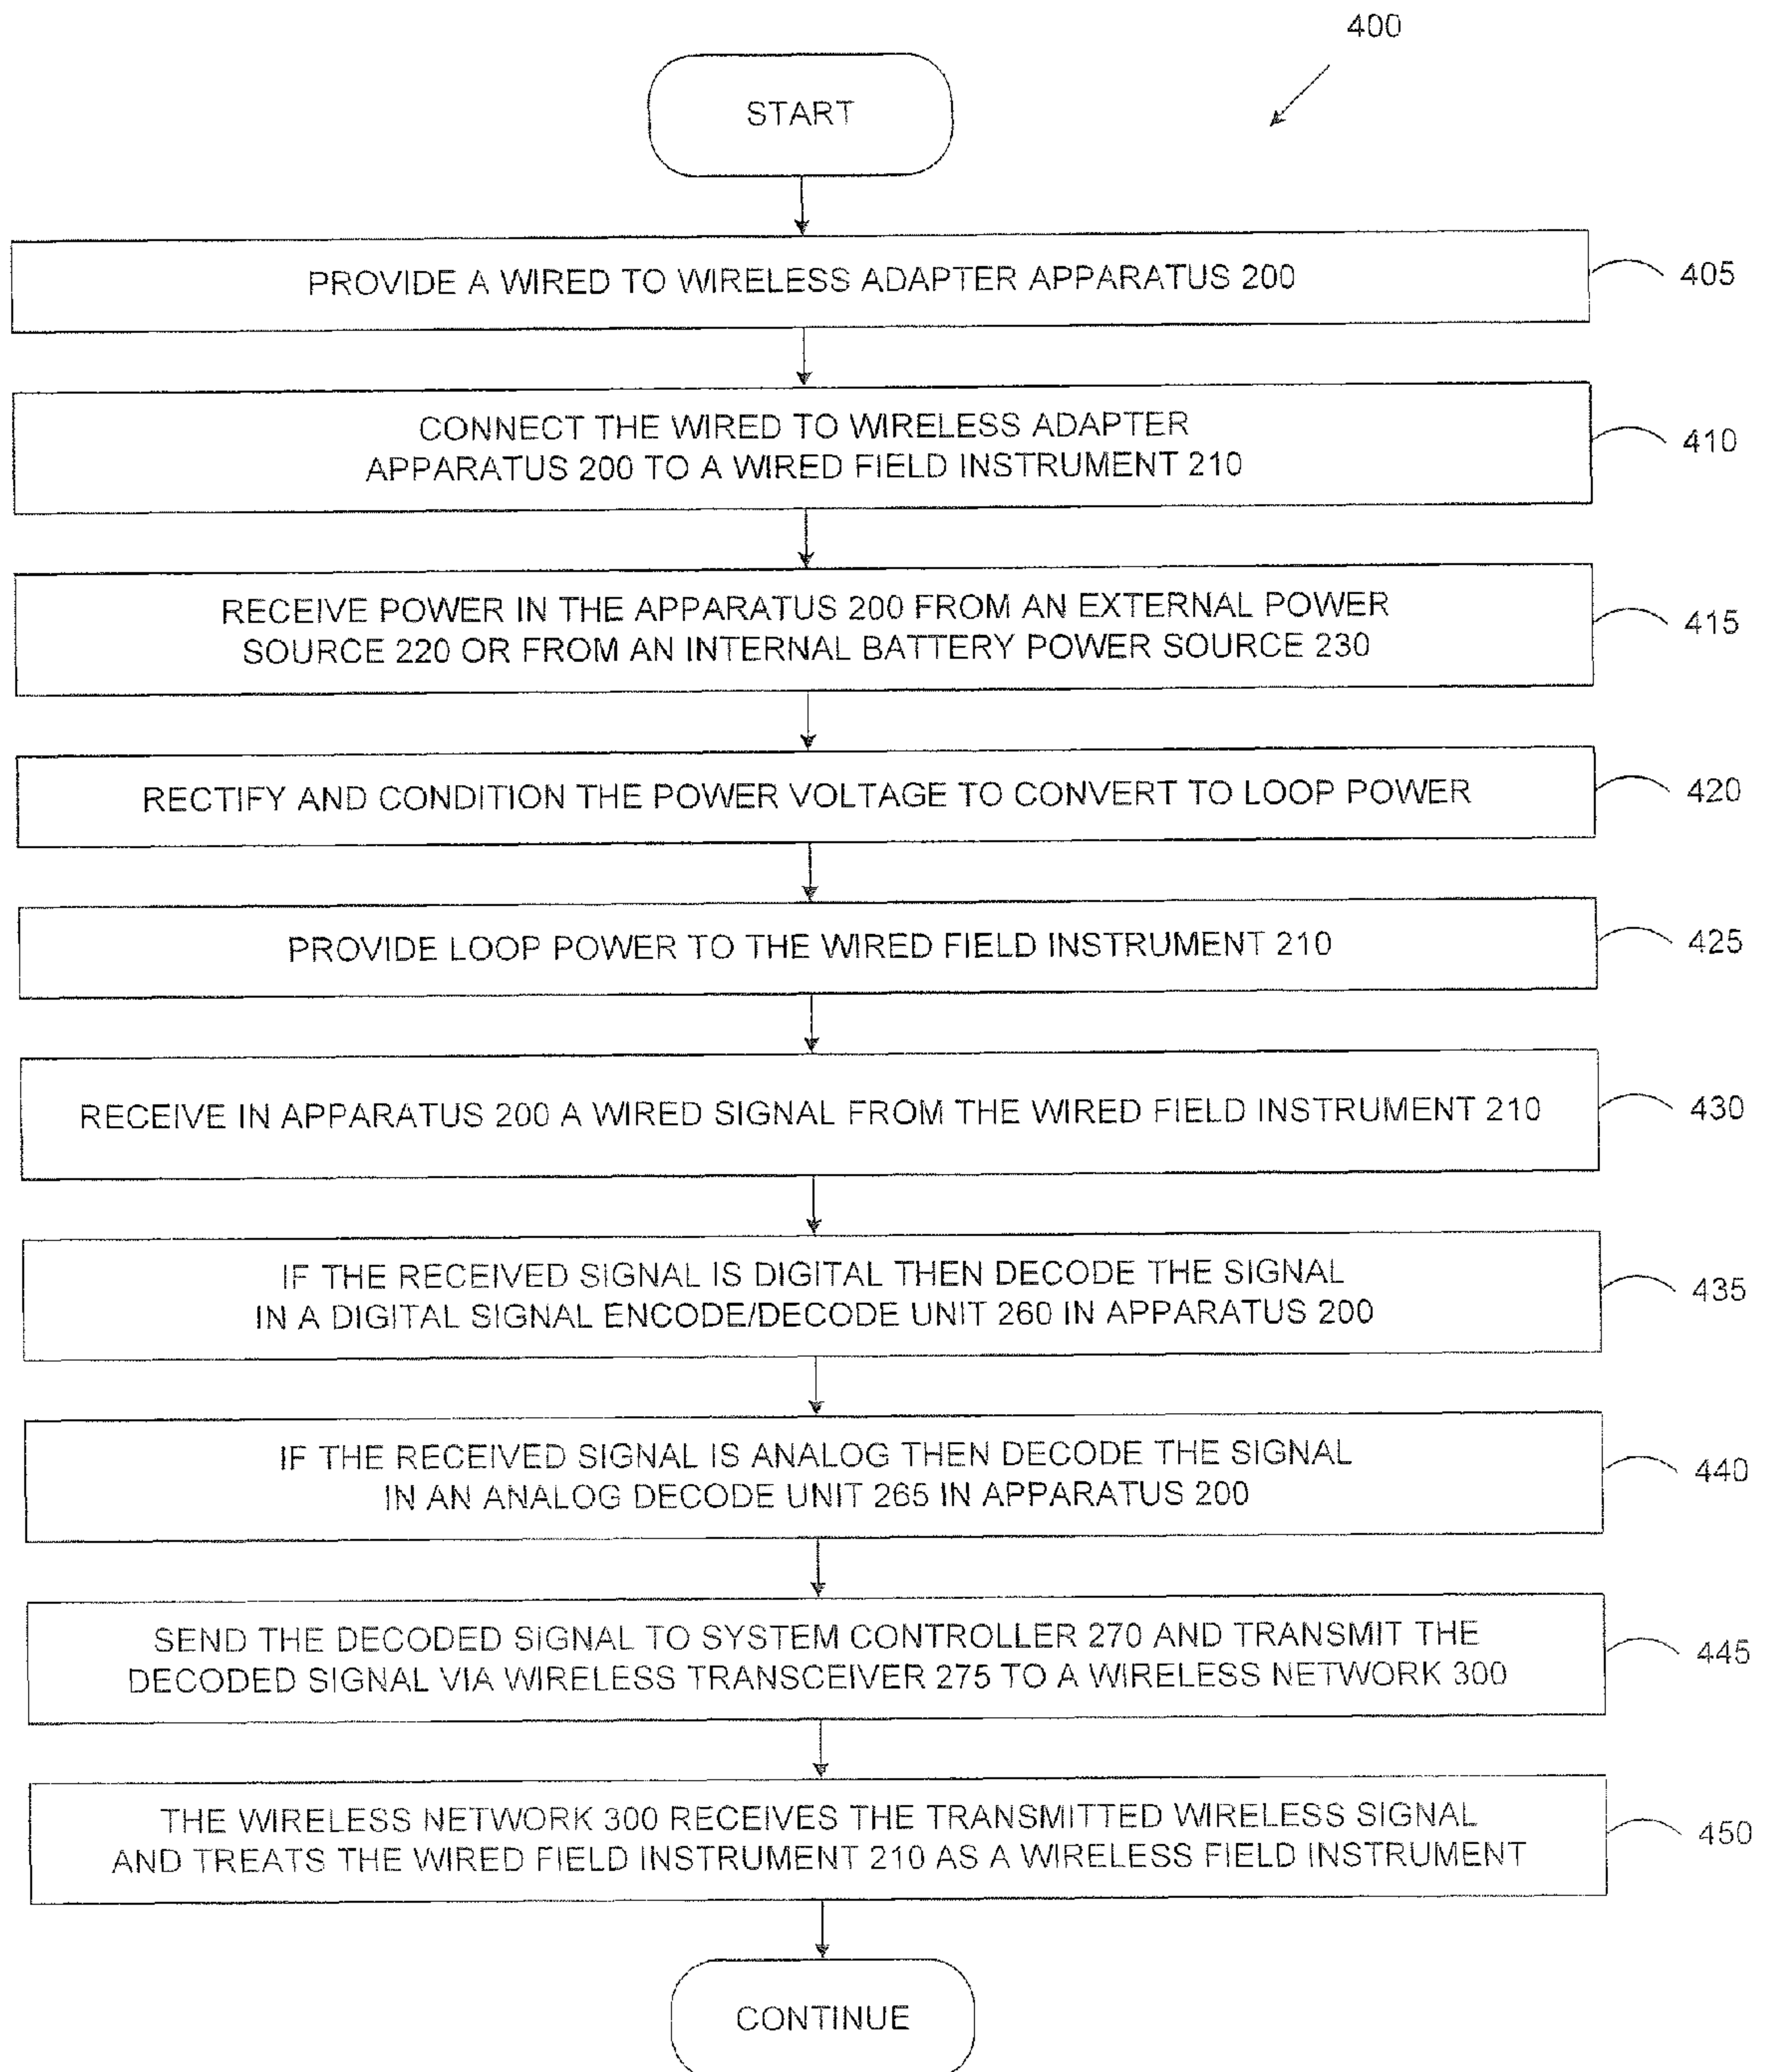 400
START
PROVIDE A WIRED TO WIRELESS ADAPTER APPARATUS 200
405
CONNECT THE WIRED TO WIRELESS ADAPTER
APPARATUS 200 TO A WIRED FIELD INSTRUMENT 210
410
RECEIVE POWER IN THE APPARATUS 200 FROM AN EXTERNAL POWER
SOURCE 220 OR FROM AN INTERNAL BATTERY POWER SOURCE 230
415
RECTIFY AND CONDITION THE POWER VOLTAGE TO CONVERT TO LOOP POWER
420
PROVIDE LOOP POWER TO THE WIRED FIELD INSTRUMENT 210
425
RECEIVE IN APPARATUS 200 A WIRED SIGNAL FROM THE WIRED FIELD INSTRUMENT 210
430
IF THE RECEIVED SIGNAL IS DIGITAL THEN DECODE THE SIGNAL
IN A DIGITAL SIGNAL ENCODE/DECODE UNIT 260 IN APPARATUS 200
435
IF THE RECEIVED SIGNAL IS ANALOG THEN DECODE THE SIGNAL
IN AN ANALOG DECODE UNIT 265 IN APPARATUS 200
440
SEND THE DECODED SIGNAL TO SYSTEM CONTROLLER 270 AND TRANSMIT THE
DECODED SIGNAL VIA WIRELESS TRANSCEIVER 275 TO A WIRELESS NETWORK 300
445
THE WIRELESS NETWORK 300 RECEIVES THE TRANSMITTED WIRELESS SIGNAL
AND TREATS THE WIRED FIELD INSTRUMENT 210 AS A WIRELESS FIELD INSTRUMENT
450
CONTINUE